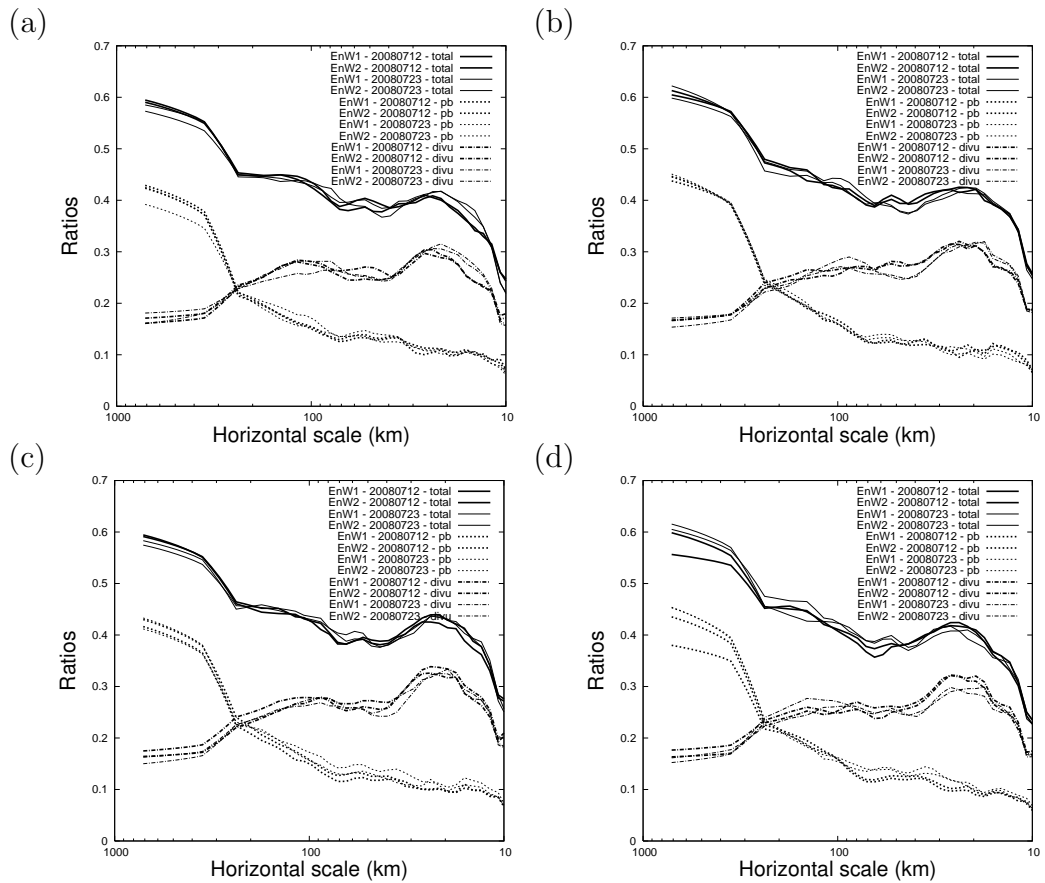 (a)
0.7
0.6
0.5
0.4
0.3
0.2
0.1
0
1000
100
10
Ratios
Horizontal scale (km)
EnW1 - 20080712 - total
EnW2 - 20080712 - total
EnW1 - 20080723 - total
EnW2 - 20080723 - total
EnW1 - 20080712 - pb
EnW2 - 20080712 - pb
EnW1 - 20080723 - pb
EnW2 - 20080723 - pb
EnW1 - 20080712 - divu
EnW2 - 20080712 - divu
EnW1 - 20080723 - divu
EnW2 - 20080723 - divu
(b)
0.7
0.6
0.5
0.4
0.3
0.2
0.1
0
1000
100
10
Ratios
Horizontal scale (km)
EnW1 - 20080712 - total
EnW2 - 20080712 - total
EnW1 - 20080723 - total
EnW2 - 20080723 - total
EnW1 - 20080712 - pb
EnW2 - 20080712 - pb
EnW1 - 20080723 - pb
EnW2 - 20080723 - pb
EnW1 - 20080712 - divu
EnW2 - 20080712 - divu
EnW1 - 20080723 - divu
EnW2 - 20080723 - divu
(c)
0.7
0.6
0.5
0.4
0.3
0.2
0.1
0
1000
100
10
Ratios
Horizontal scale (km)
EnW1 - 20080712 - total
EnW2 - 20080712 - total
EnW1 - 20080723 - total
EnW2 - 20080723 - total
EnW1 - 20080712 - pb
EnW2 - 20080712 - pb
EnW1 - 20080723 - pb
EnW2 - 20080723 - pb
EnW1 - 20080712 - divu
EnW2 - 20080712 - divu
EnW1 - 20080723 - divu
EnW2 - 20080723 - divu
(d)
0.7
0.6
0.5
0.4
0.3
0.2
0.1
0
1000
100
10
Ratios
Horizontal scale (km)
EnW1 - 20080712 - total
EnW2 - 20080712 - total
EnW1 - 20080723 - total
EnW2 - 20080723 - total
EnW1 - 20080712 - pb
EnW2 - 20080712 - pb
EnW1 - 20080723 - pb
EnW2 - 20080723 - pb
EnW1 - 20080712 - divu
EnW2 - 20080712 - divu
EnW1 - 20080723 - divu
EnW2 - 20080723 - divu